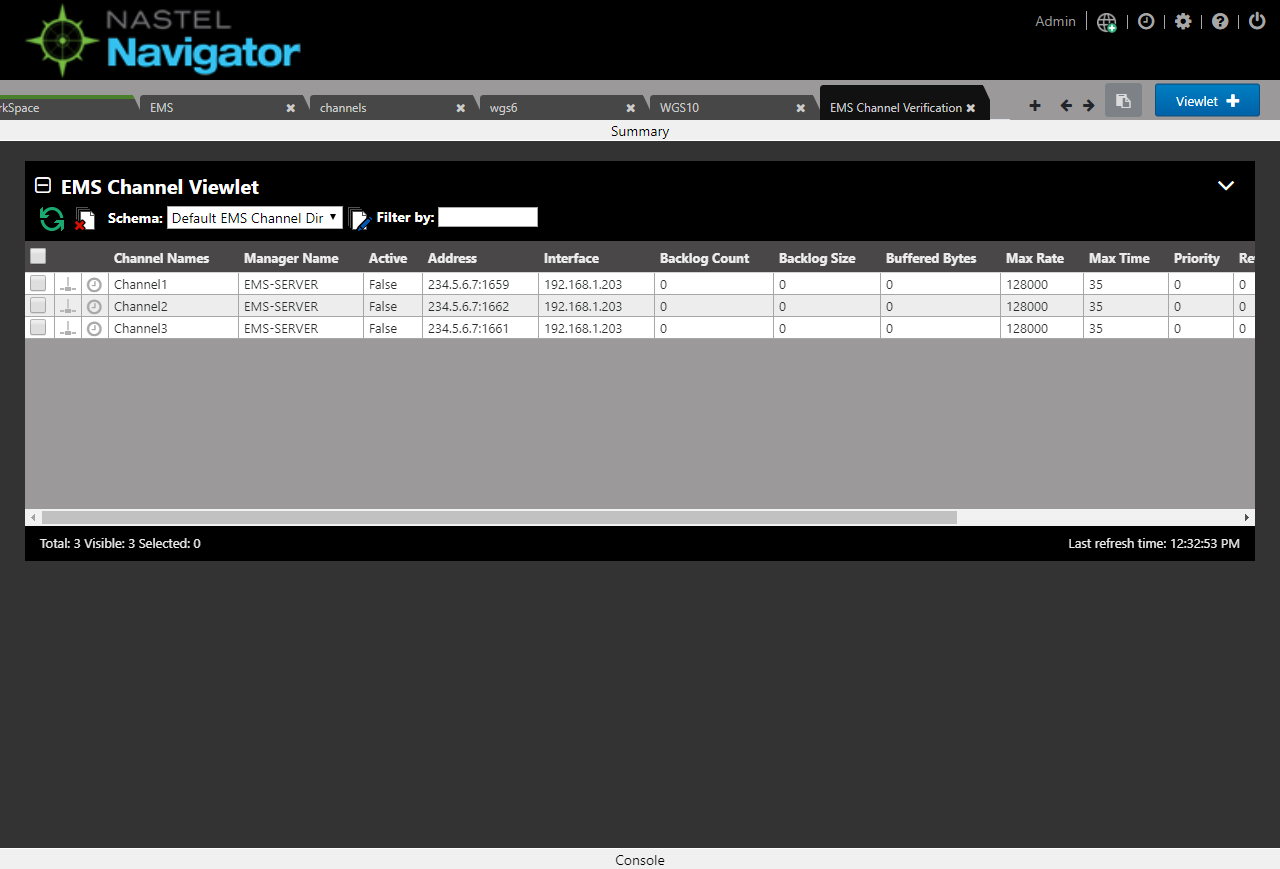 NASTEL
Navigator
Admin
rkSpace EMS channels wgs6 WGS10 EMS Channel Verification Viewlet
Summary
EMS Channel Viewlet
Schema: Default EMS Channel Dir Filter by:
Channel Names Manager Name Active Address Interface Backlog Count Backlog Size Buffered Bytes Max Rate Max Time Priority Re
Channel1 EMS-SERVER False 234.5.6.7:1659 192.168.1.203 0 0 0 128000 35 0 0
Channel2 EMS-SERVER False 234.5.6.7:1662 192.168.1.203 0 0 0 128000 35 0 0
Channel3 EMS-SERVER False 234.5.6.7:1661 192.168.1.203 0 0 0 128000 35 0 0
Total: 3 Visible: 3 Selected: 0 Last refresh time: 12:32:53 PM
Console